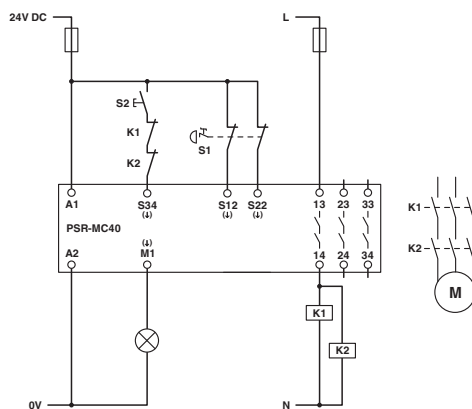 24V DC
L
S2
K1
K2
S1
A1
S34
(↓)
S12
(↓)
S22
(↓)
13
23
33
PSR-MC40
A2
(↓)
M1
14
24
34
K1
K2
M
K1
K2
0V
N